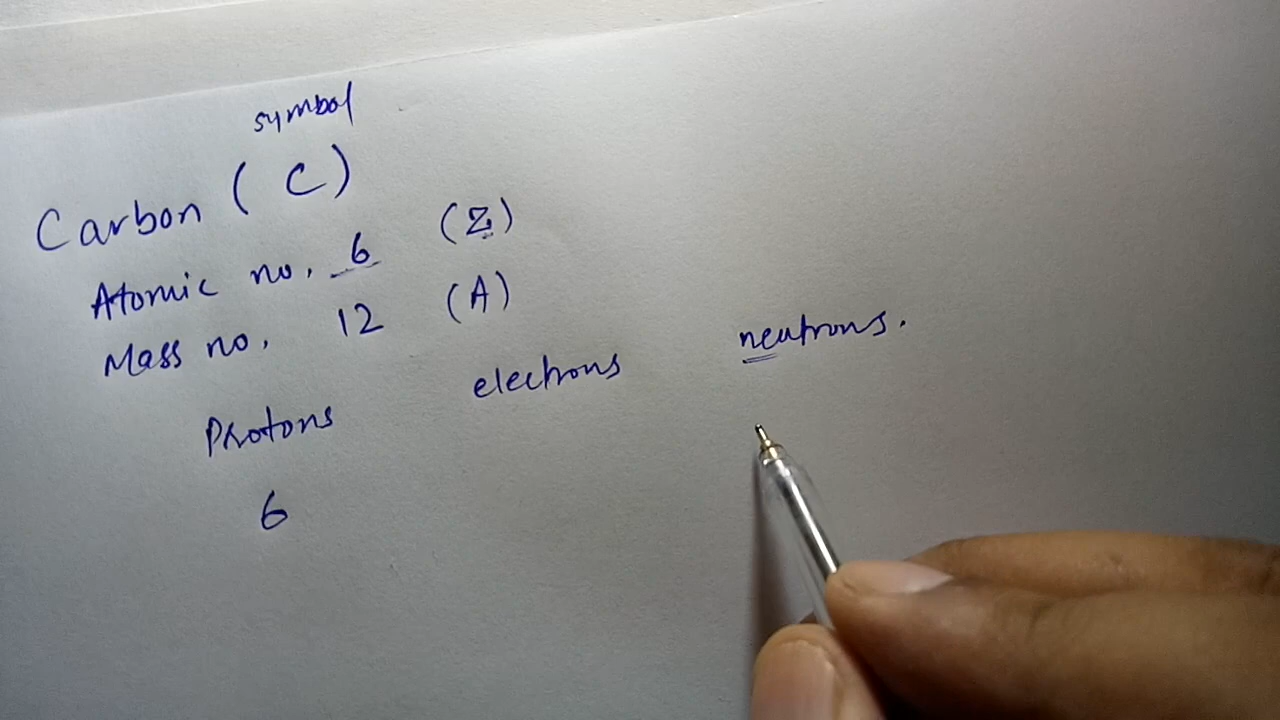 symbol
Carbon ( C )
Atomic no. 6 (Z)
Mass no. 12 (A)
Protons electrons neutrons.
6